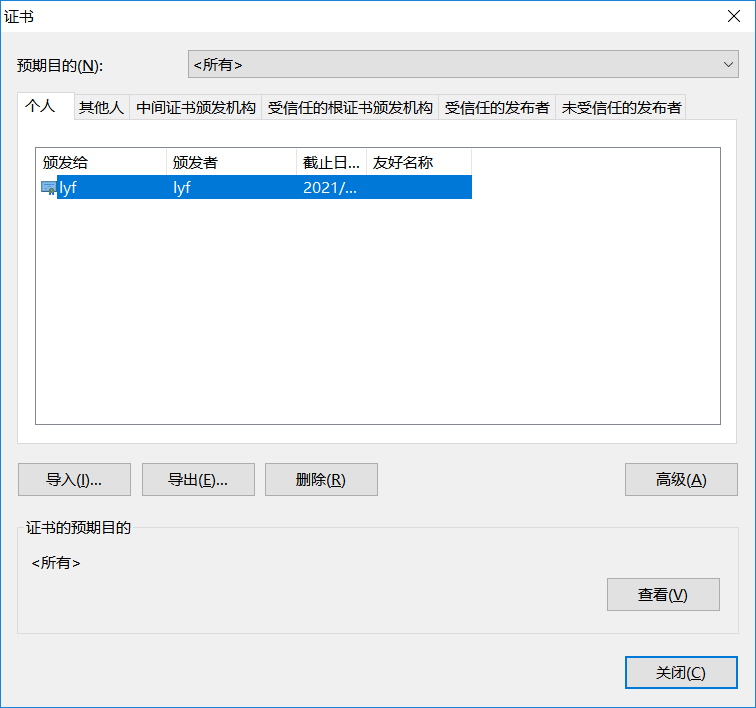 证书
预期目的(N):
<所有>
个人 其他人 中间证书颁发机构 受信任的根证书颁发机构 受信任的发布者 未受信任的发布者
颁发给 颁发者 截止日... 友好名称
lyf lyf 2021/...
导入(I)... 导出(E)... 删除(R) 高级(A)
证书的预期目的
<所有>
查看(V)
关闭(C)